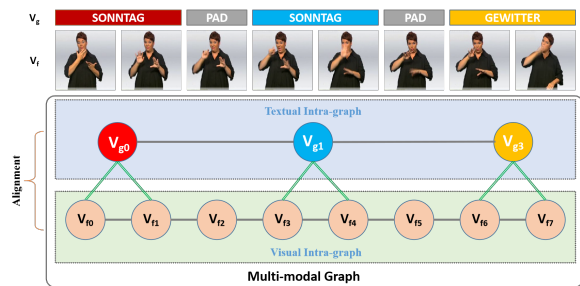 Vg SONNTAG PAD SONNTAG PAD GEWITTER
Vf
Textual Intra-graph
Vg0 Vg1 Vg3
Alignment
Vf0 Vf1 Vf2 Vf3 Vf4 Vf5 Vf6 Vf7
Visual Intra-graph
Multi-modal Graph